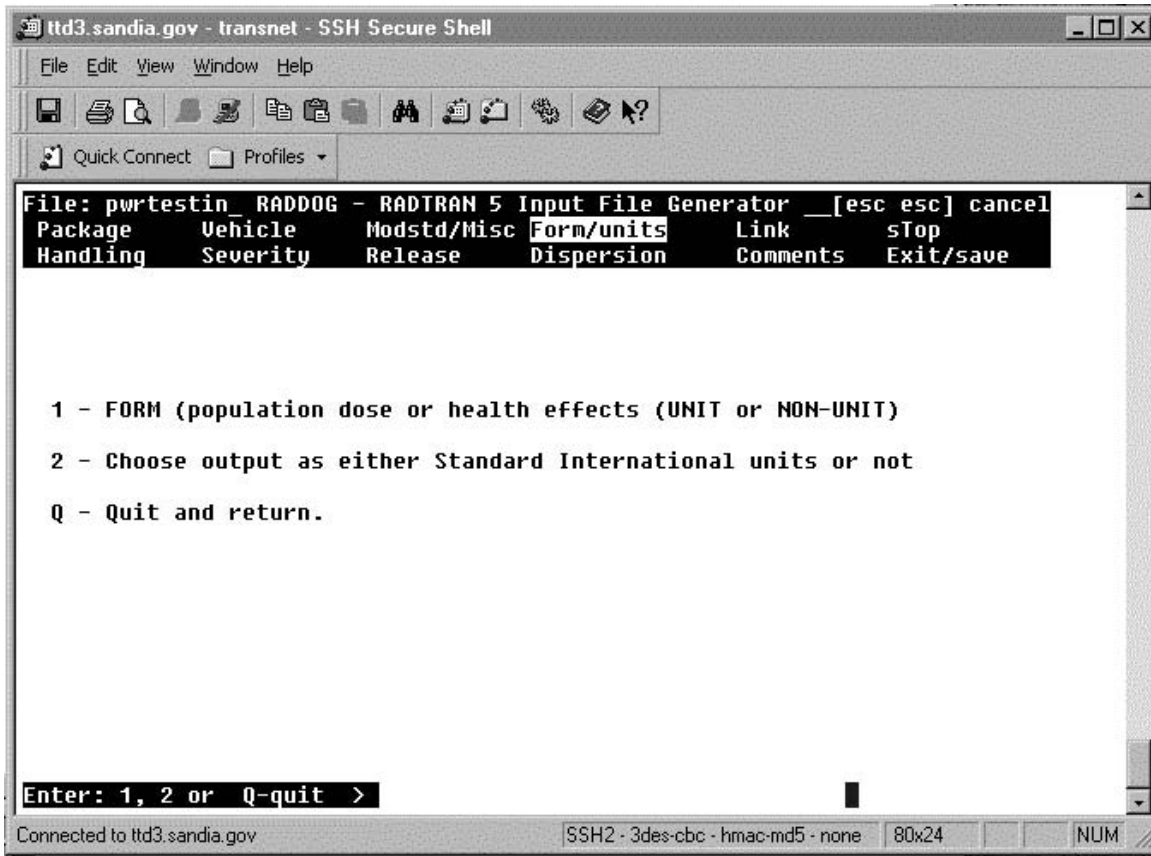 ttd3.sandia.gov - transnet - SSH Secure Shell
File Edit View Window Help
Quick Connect Profiles
File: pwrtestin_ RADDOG - RADTRAN 5 Input File Generator __[esc esc] cancel
Package Vehicle Modstd/Misc Form/units Link sTop
Handling Severity Release Dispersion Comments Exit/save
1 - FORM (population dose or health effects (UNIT or NON-UNIT)
2 - Choose output as either Standard International units or not
Q - Quit and return.
Enter: 1, 2 or Q-quit >
Connected to ttd3.sandia.gov SSH2 - 3des-cbc - hmac-md5 - none 80x24 NUM